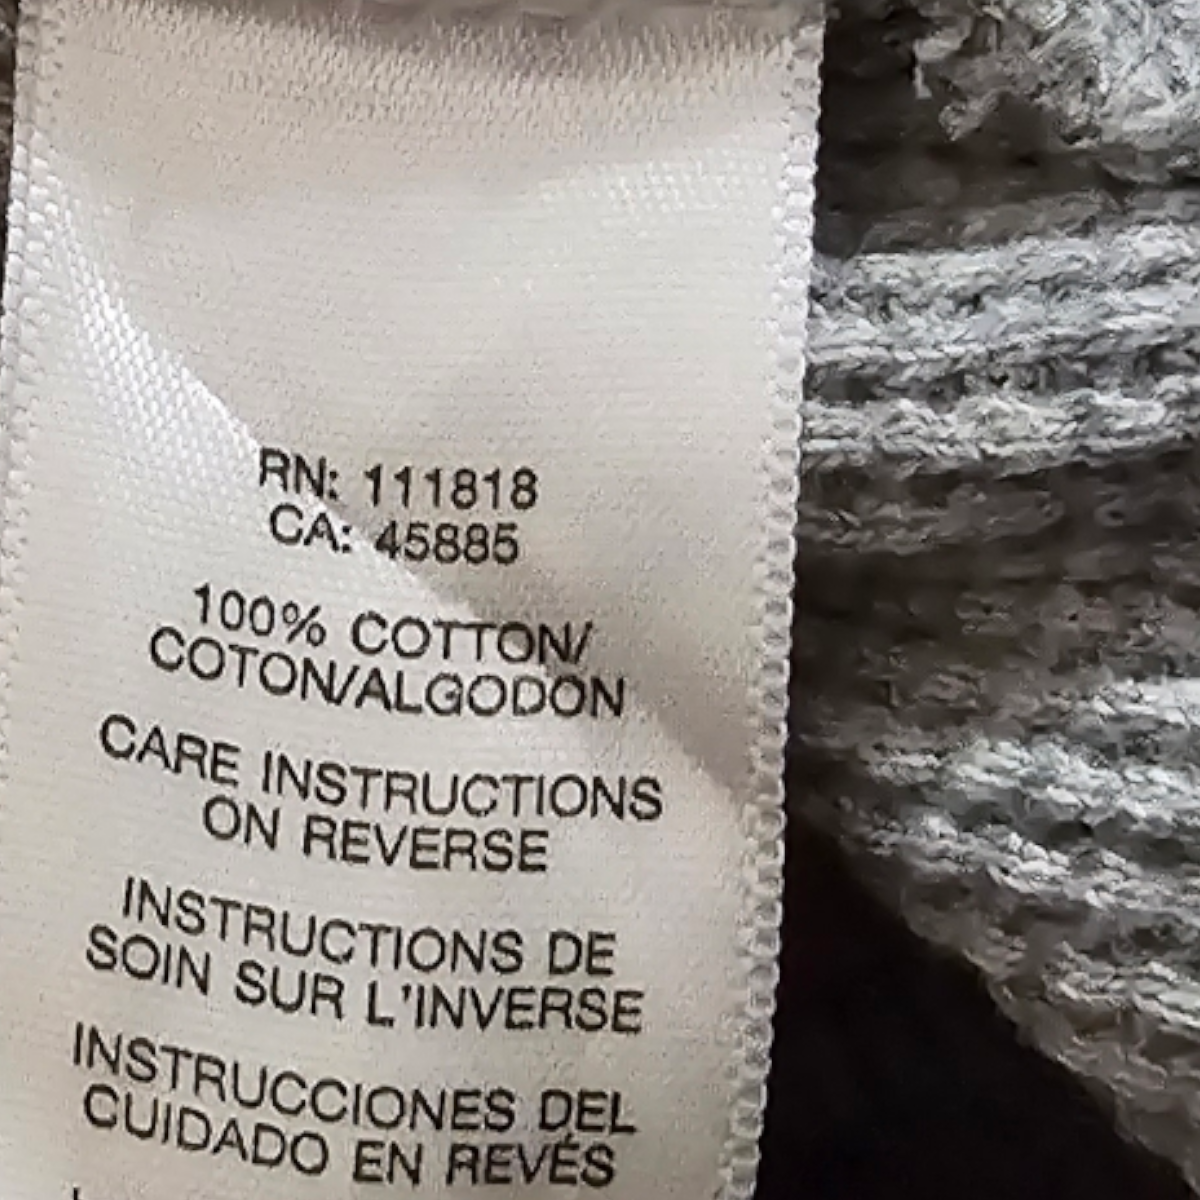 RN: 111818
CA: 45885
100% COTTON/
COTON/ALGODÓN
CARE INSTRUCTIONS
ON REVERSE
INSTRUCTIONS DE
SOIN SUR L'INVERSE
INSTRUCCIONES DEL
CUIDADO EN REVÉS